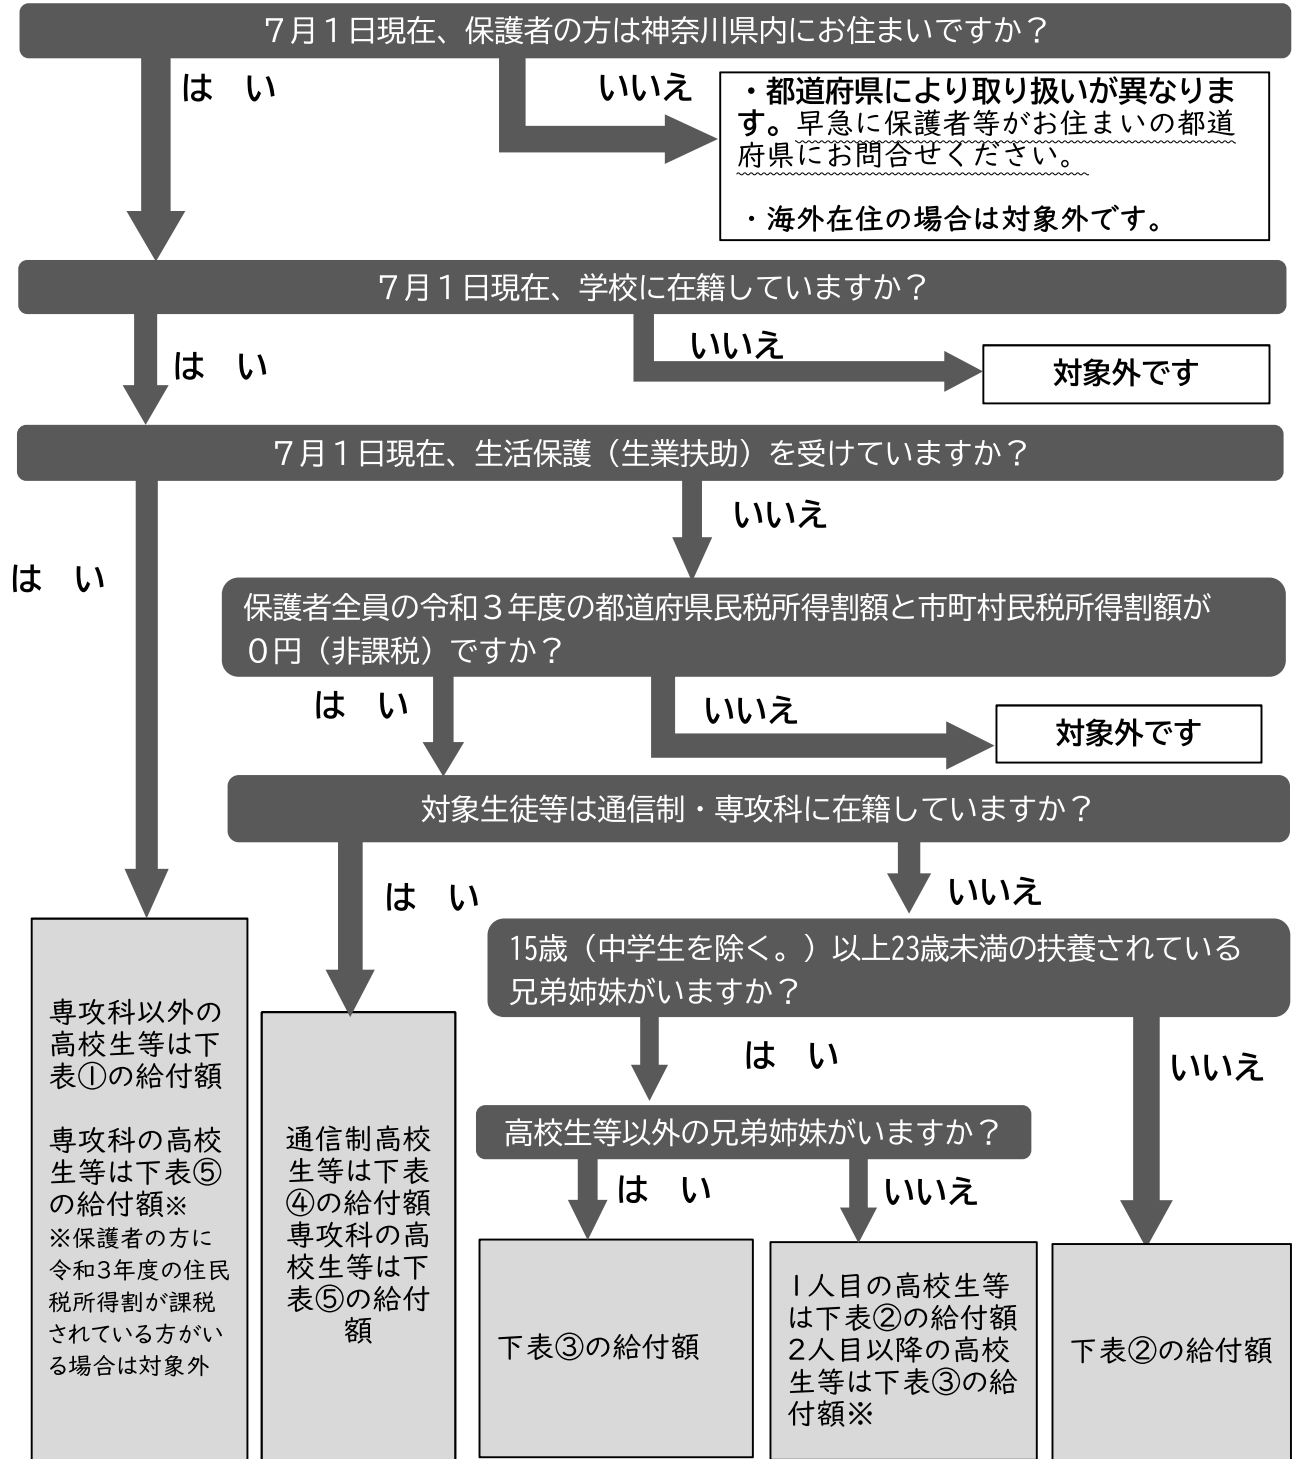 ７月１日現在、保護者の方は神奈川県内にお住まいですか？
は　い
いいえ
・都道府県により取り扱いが異なりま
す。早急に保護者等がお住まいの都道
府県にお問合せください。
・海外在住の場合は対象外です。
７月１日現在、学校に在籍していますか？
は　い
いいえ
対象外です
７月１日現在、生活保護（生業扶助）を受けていますか？
は　い
いいえ
保護者全員の令和３年度の都道府県民税所得割額と市町村民税所得割額が
０円（非課税）ですか？
は　い
いいえ
対象外です
対象生徒等は通信制・専攻科に在籍していますか？
は　い
いいえ
15歳（中学生を除く。）以上23歳未満の扶養されている
兄弟姉妹がいますか？
は　い
いいえ
高校生等以外の兄弟姉妹がいますか？
は　い
いいえ
専攻科以外の
高校生等は下
表①の給付額
専攻科の高校
生等は下表⑤
の給付額※
※保護者の方に
令和3年度の住民
税所得割が課税
されている方がい
る場合は対象外
通信制高校
生等は下表
④の給付額
専攻科の高
校生等は下
表⑤の給付
額
下表③の給付額
1人目の高校生等
は下表②の給付額
2人目以降の高校
生等は下表③の給
付額※
下表②の給付額